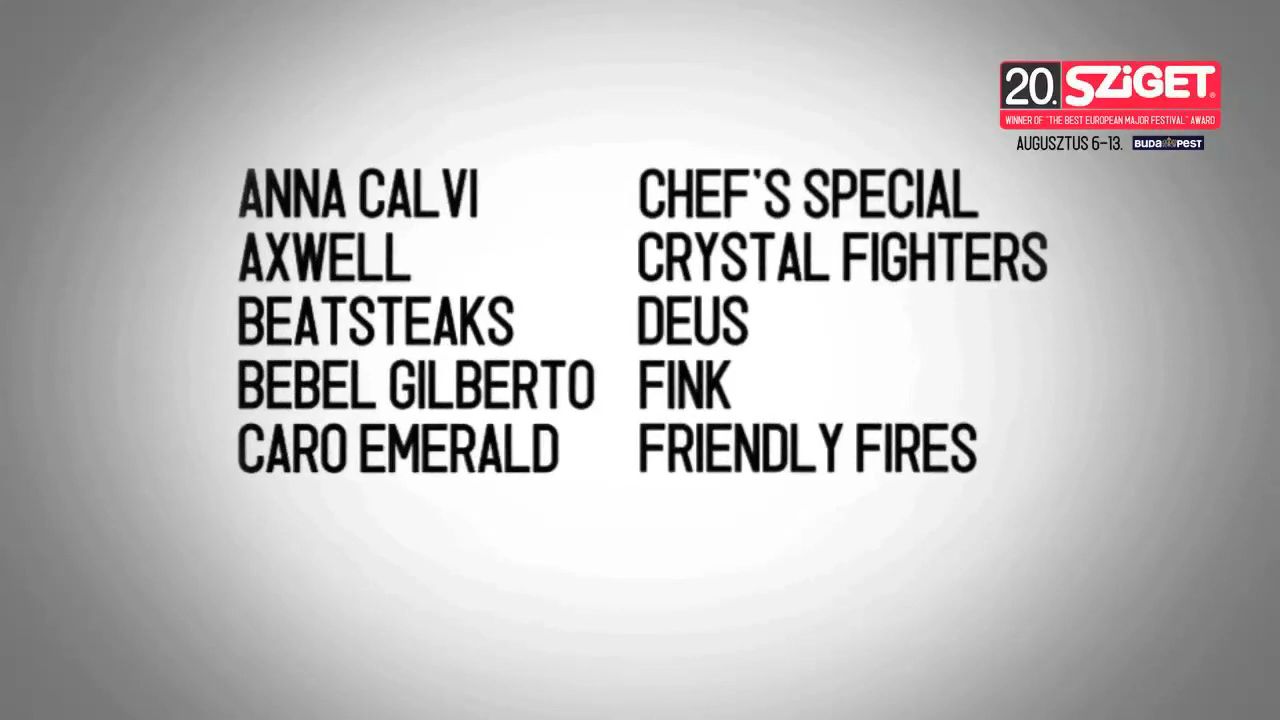 20. SZiGET®
WINNER OF "THE BEST EUROPEAN MAJOR FESTIVAL" AWARD
AUGUSZTUS 6-13. BUDAPEST
ANNA CALVI
AXWELL
BEATSTEAKS
BEBEL GILBERTO
CARO EMERALD
CHEF'S SPECIAL
CRYSTAL FIGHTERS
DEUS
FINK
FRIENDLY FIRES